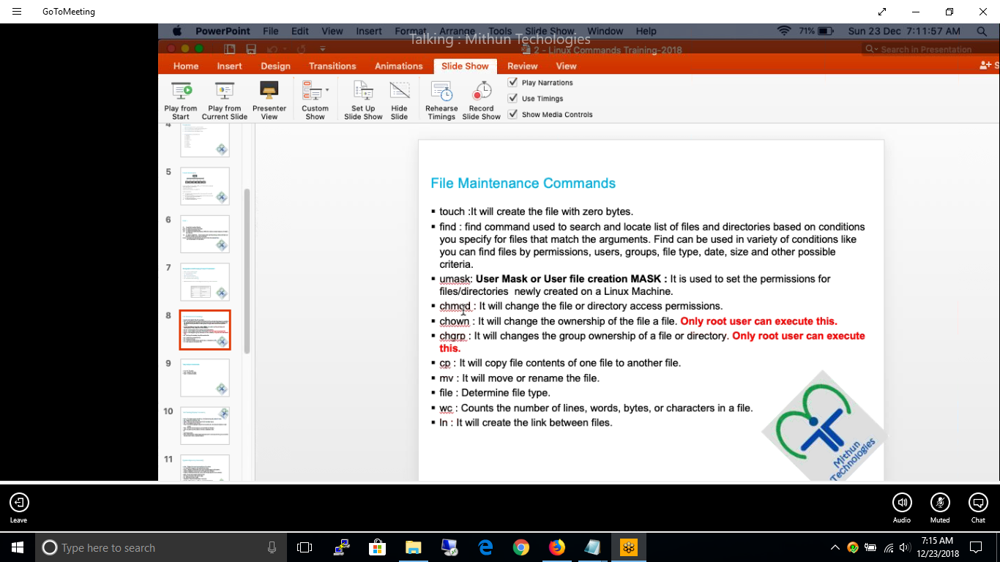 GoToMeeting
PowerPoint File Edit View Insert Format Arrange Tools Slide Show Window Help
71% Sun 23 Dec 7:11:57 AM
Talking : Mithun Techologies
2 - Linux Commands Training-2018
Search in Presentation
Home Insert Design Transitions Animations Slide Show Review View
S
Play from Start
Play from Current Slide
Presenter View
Custom Show
Set Up Slide Show
Hide Slide
Rehearse Timings
Record Slide Show
Play Narrations
Use Timings
Show Media Controls
4
5
6
7
8
9
10
11
File Maintenance Commands
▪ touch :It will create the file with zero bytes.
▪ find : find command used to search and locate list of files and directories based on conditions
you specify for files that match the arguments. Find can be used in variety of conditions like
you can find files by permissions, users, groups, file type, date, size and other possible
criteria.
▪ umask: User Mask or User file creation MASK : It is used to set the permissions for
files/directories newly created on a Linux Machine.
▪ chmod : It will change the file or directory access permissions.
▪ chown : It will change the ownership of the file a file. Only root user can execute this.
▪ chgrp : It will changes the group ownership of a file or directory. Only root user can execute
this.
▪ cp : It will copy file contents of one file to another file.
▪ mv : It will move or rename the file.
▪ file : Determine file type.
▪ wc : Counts the number of lines, words, bytes, or characters in a file.
▪ ln : It will create the link between files.
Mithun
Technologies
Leave
Audio Muted Chat
Type here to search
7:15 AM
12/23/2018